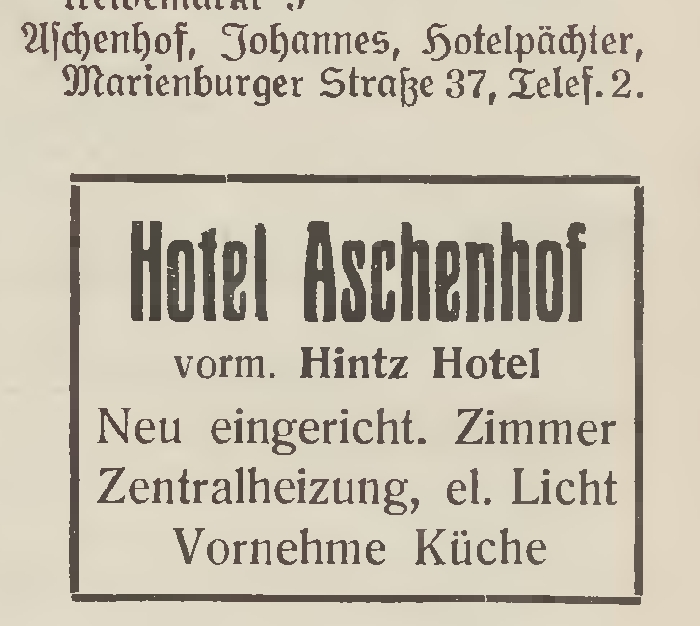 Aschenhof, Johannes, Hotelpächter,
Marienburger Straße 37, Telef. 2.
Hotel Aschenhof
vorm. Hintz Hotel
Neu eingericht. Zimmer
Zentralheizung, el. Licht
Vornehme Küche